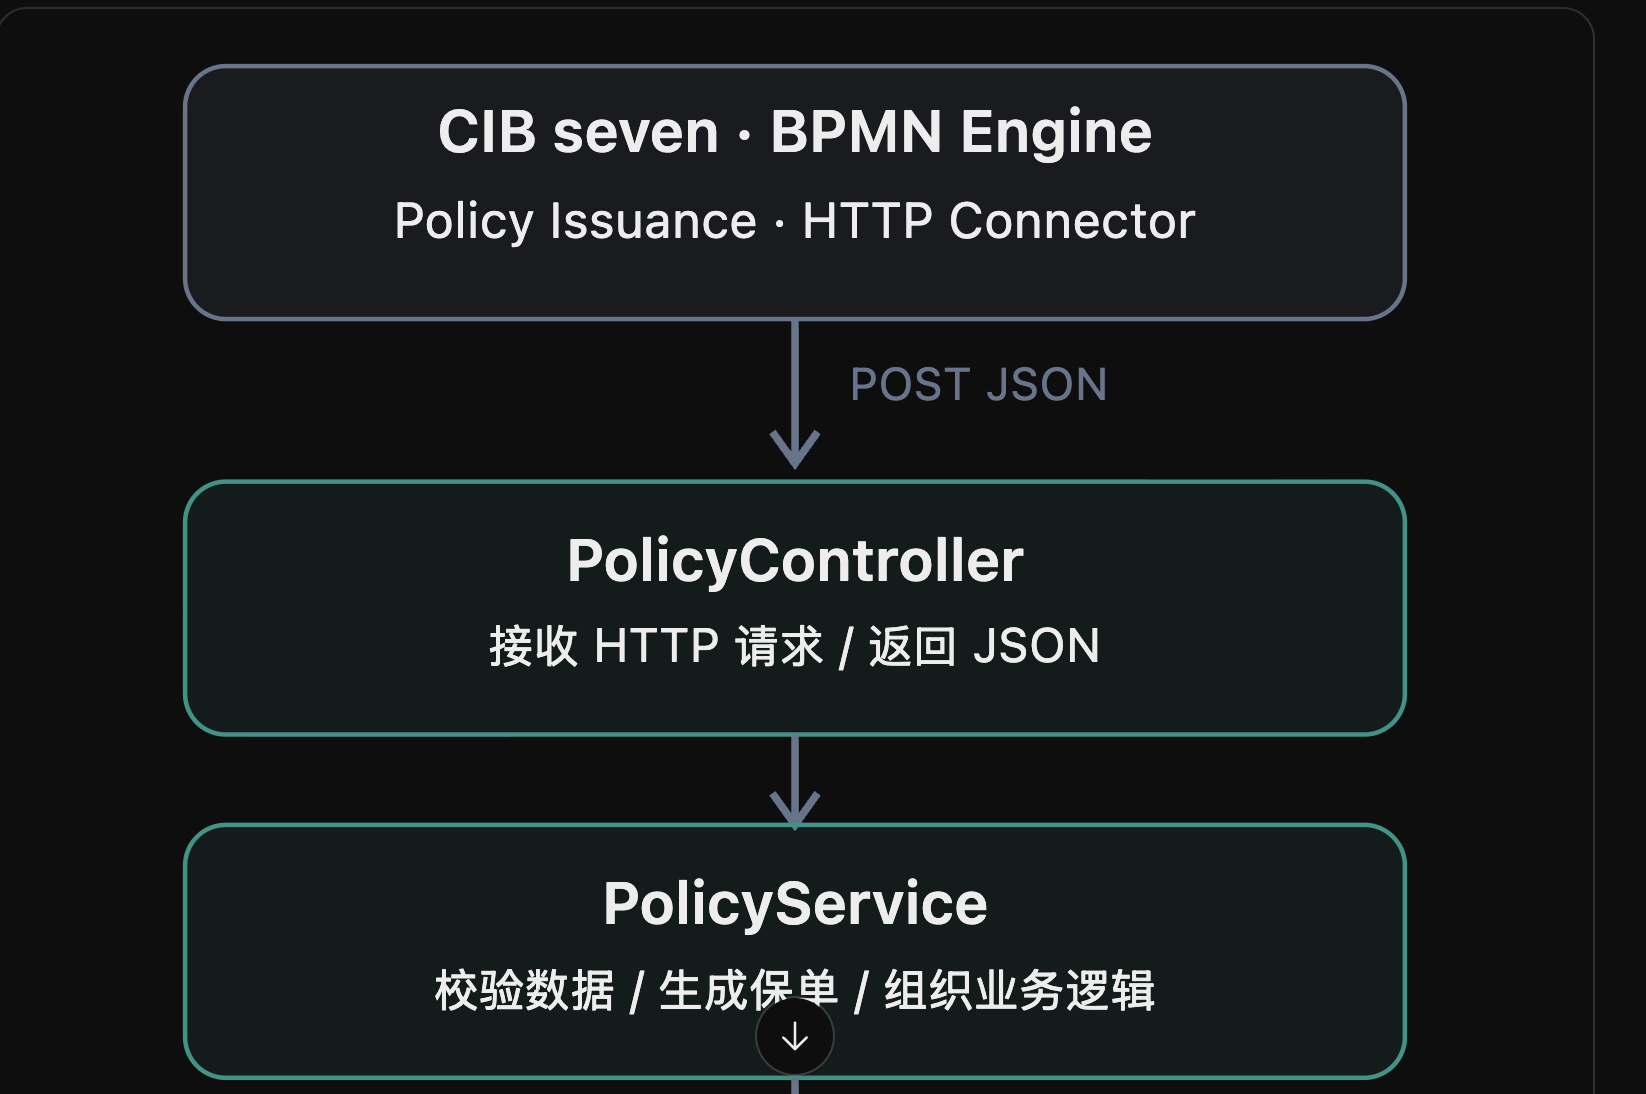 CIB seven · BPMN Engine
Policy Issuance · HTTP Connector
POST JSON
PolicyController
接收 HTTP 请求 / 返回 JSON
PolicyService
校验数据 / 生成保单 / 组织业务逻辑